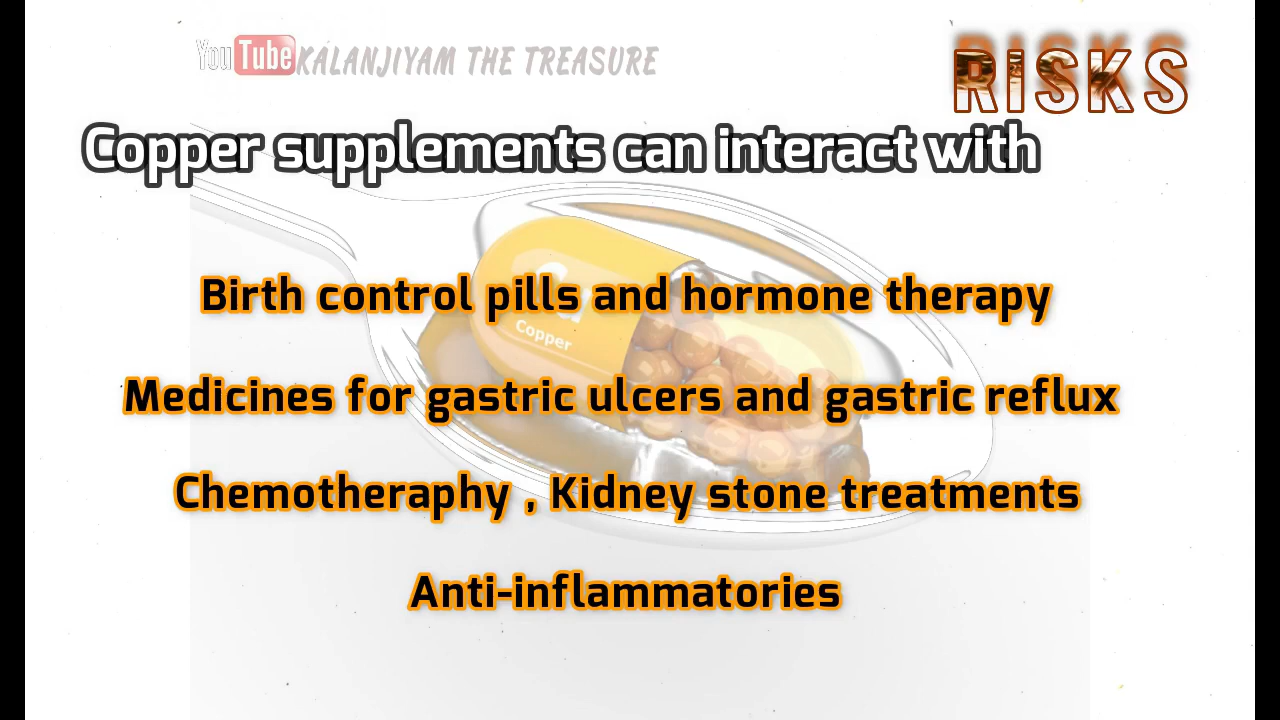 YouTube KALANJIYAM THE TREASURE
RISKS
Copper supplements can interact with
Birth control pills and hormone therapy
Copper
Medicines for gastric ulcers and gastric reflux
Chemotheraphy , Kidney stone treatments
Anti-inflammatories